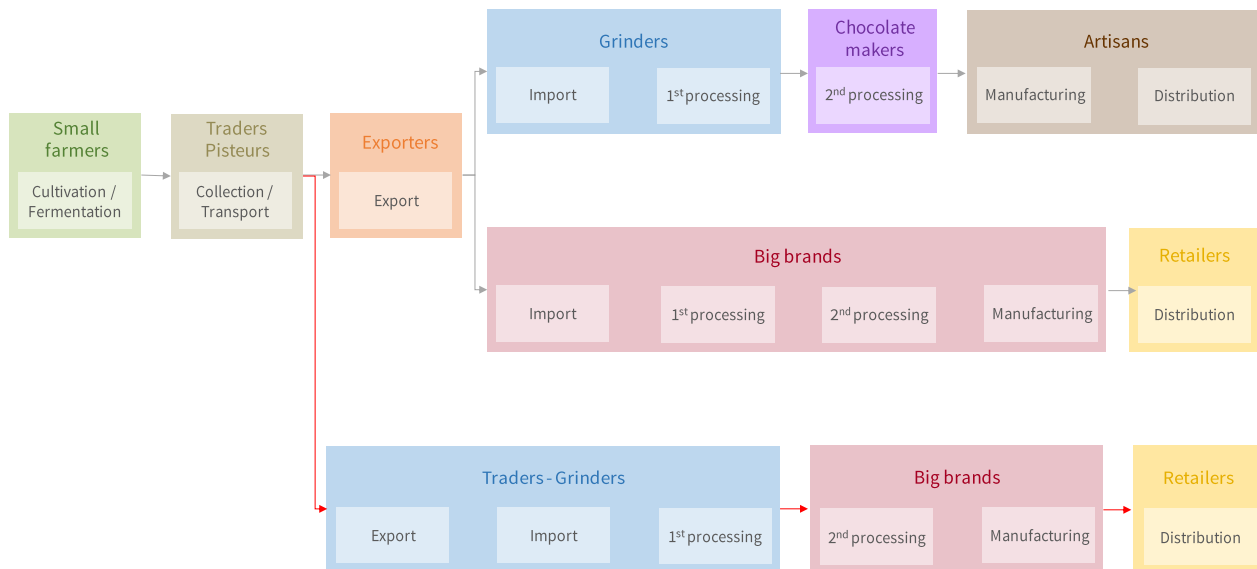 Small
farmers
Cultivation /
Fermentation
Traders
Pisteurs
Collection /
Transport
Exporters
Export
Grinders
Import
1st processing
Chocolate
makers
2nd processing
Artisans
Manufacturing
Distribution
Big brands
Import
1st processing
2nd processing
Manufacturing
Retailers
Distribution
Traders - Grinders
Export
Import
1st processing
Big brands
2nd processing
Manufacturing
Retailers
Distribution